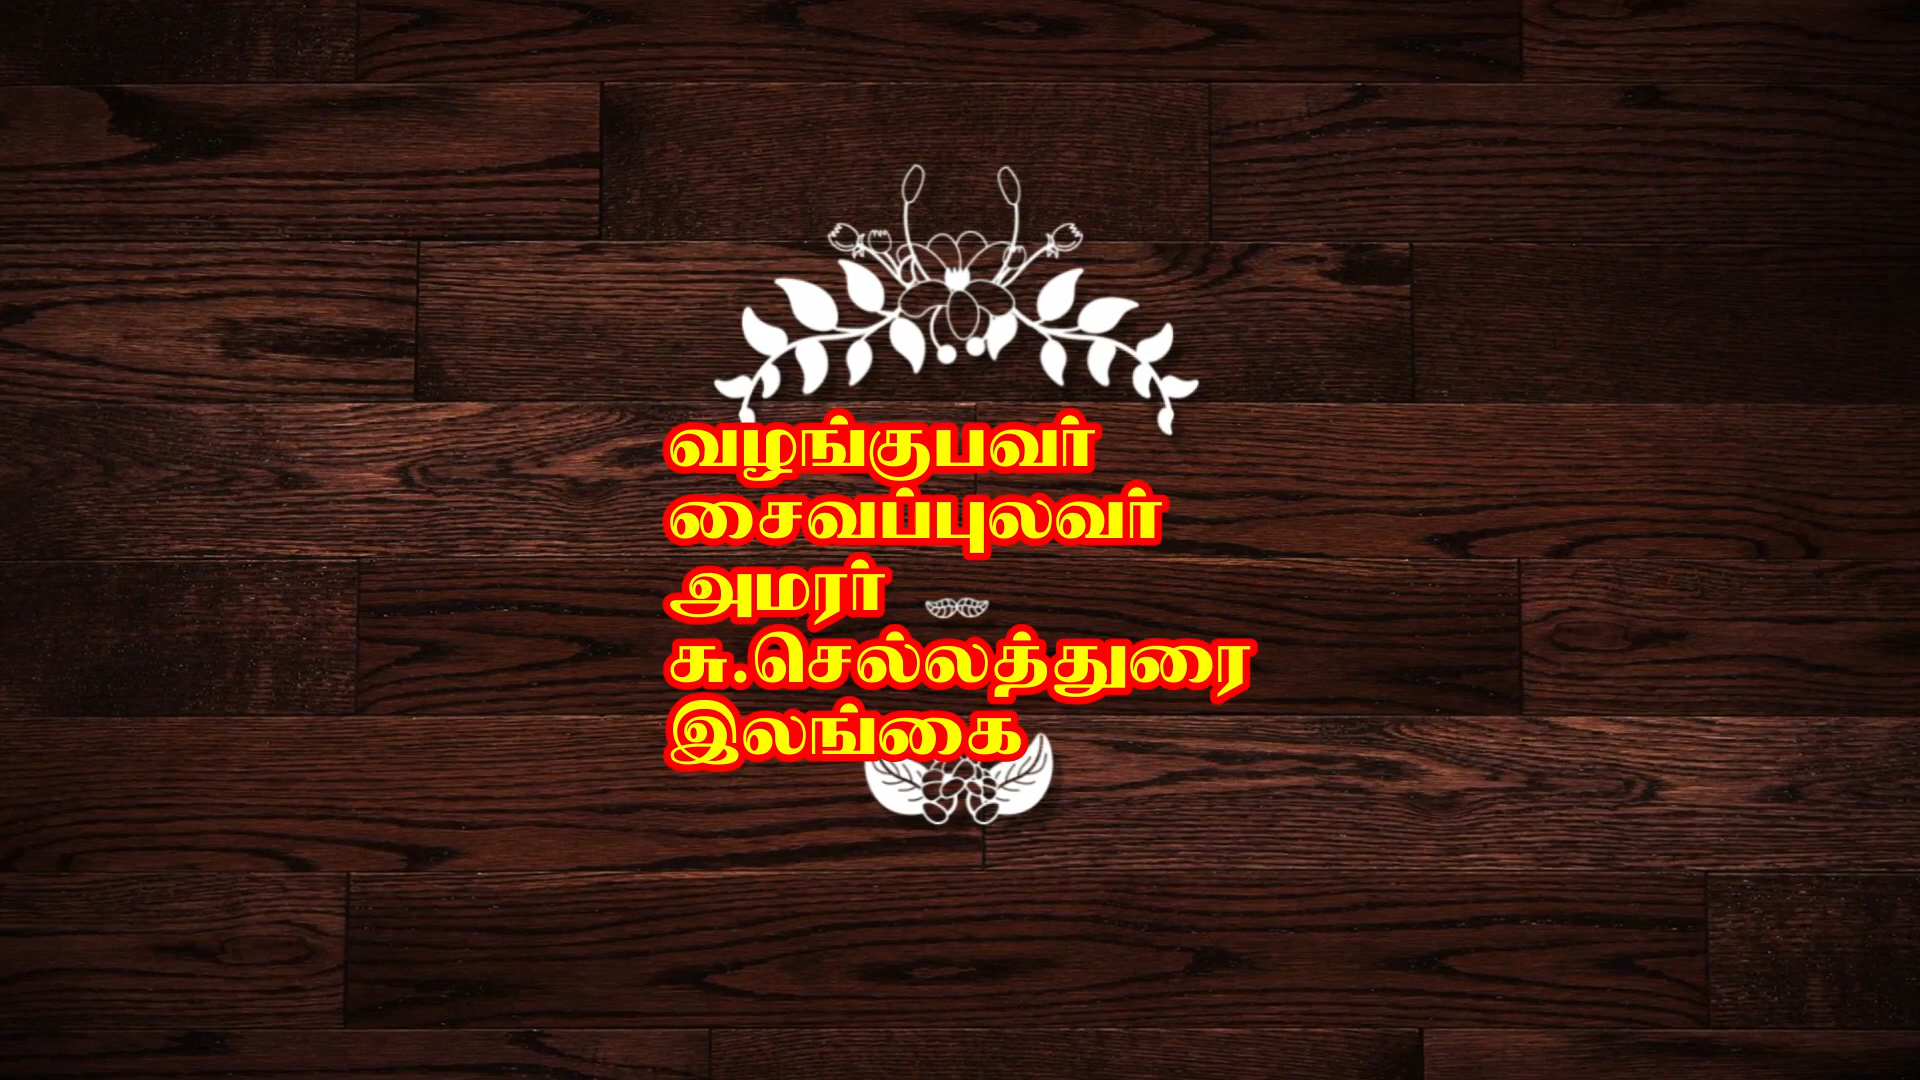 வழங்குபவர்
சைவப்புலவர்
அமரர்
சு.செல்லத்துரை
இலங்கை